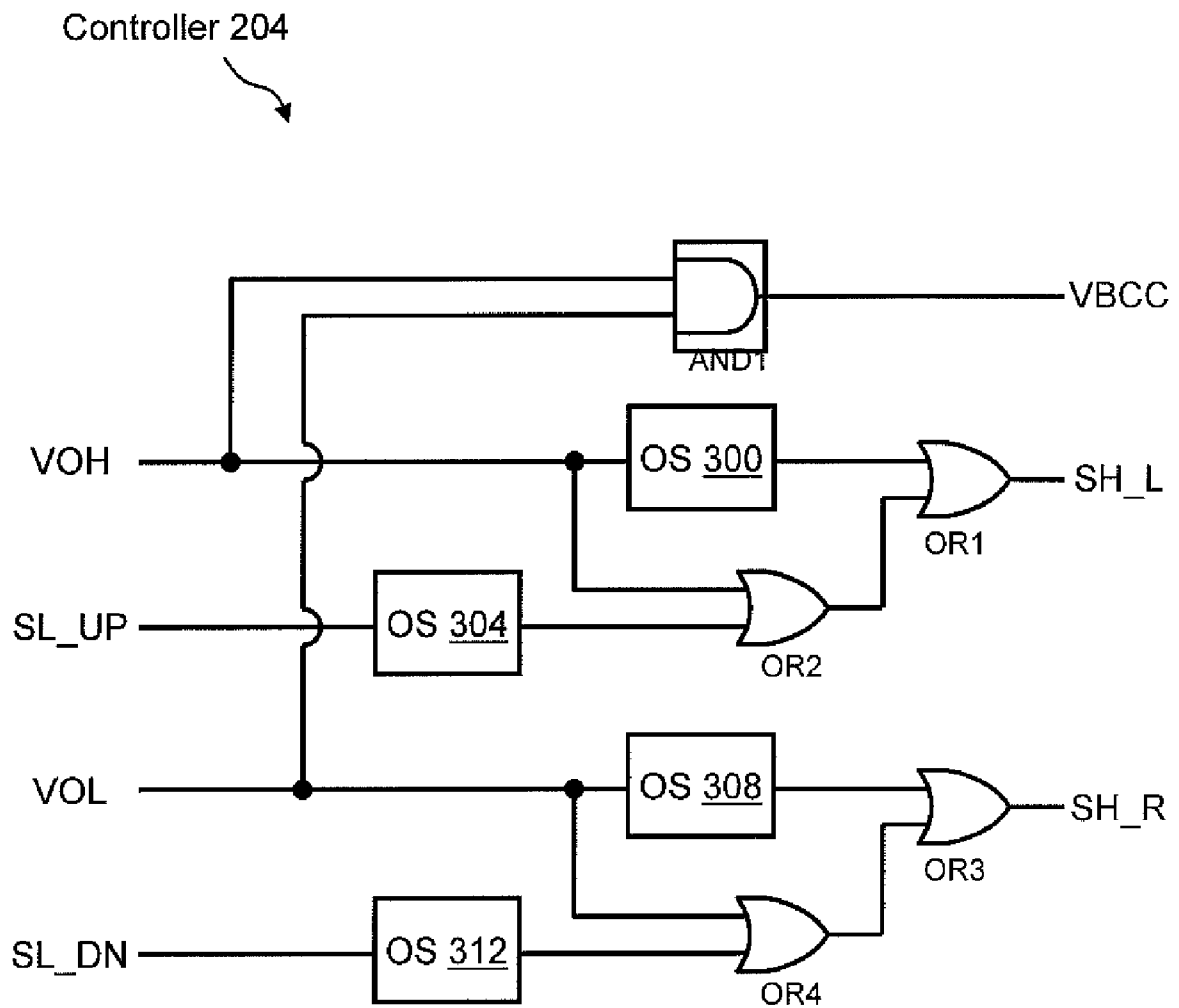 Controller 204
VBCC
AND1
VOH
OS 300
SH_L
OR1
SL_UP
OS 304
OR2
VOL
OS 308
SH_R
OR3
SL_DN
OS 312
OR4